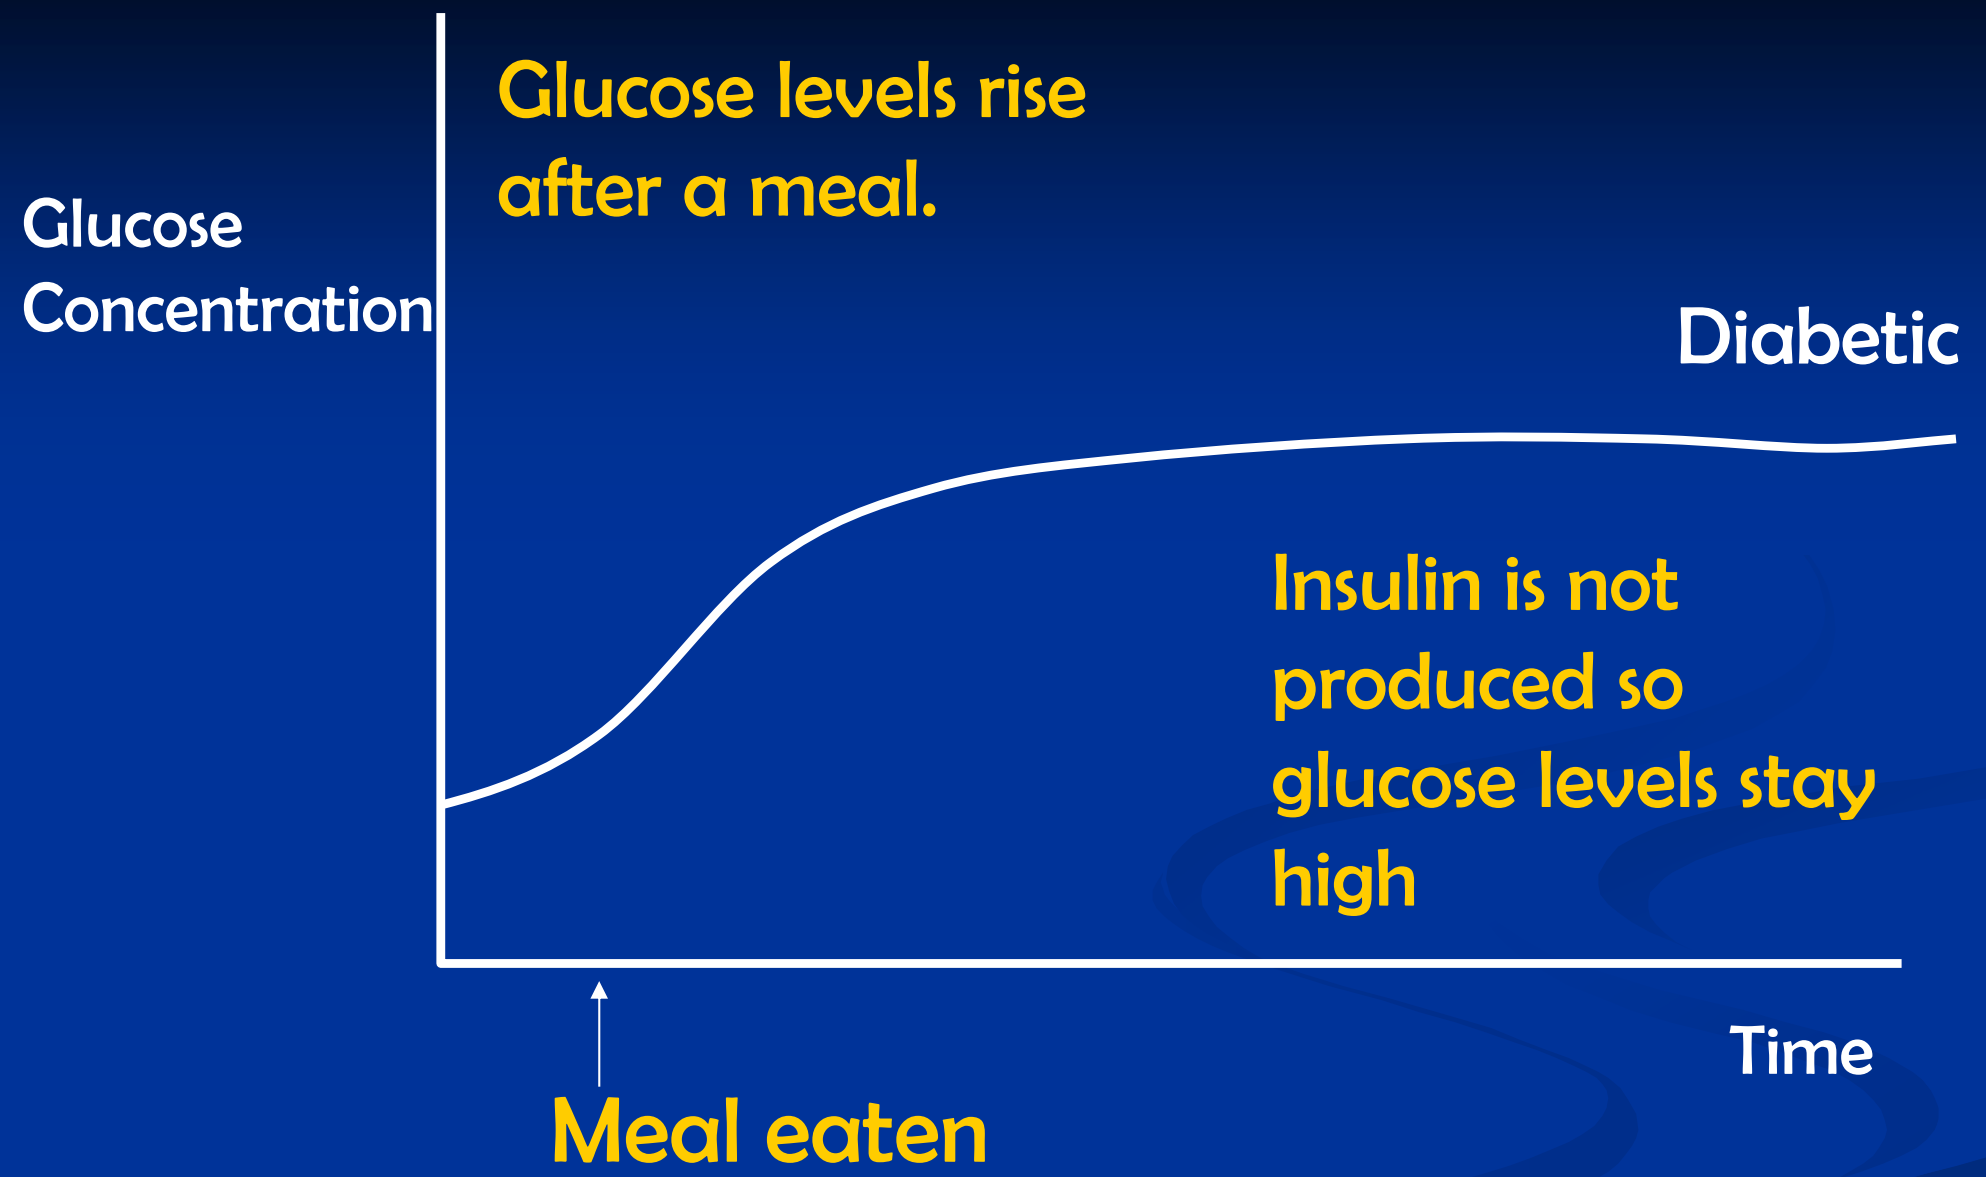 Glucose levels rise
after a meal.
Glucose
Concentration
Diabetic
Insulin is not
produced so
glucose levels stay
high
Time
Meal eaten